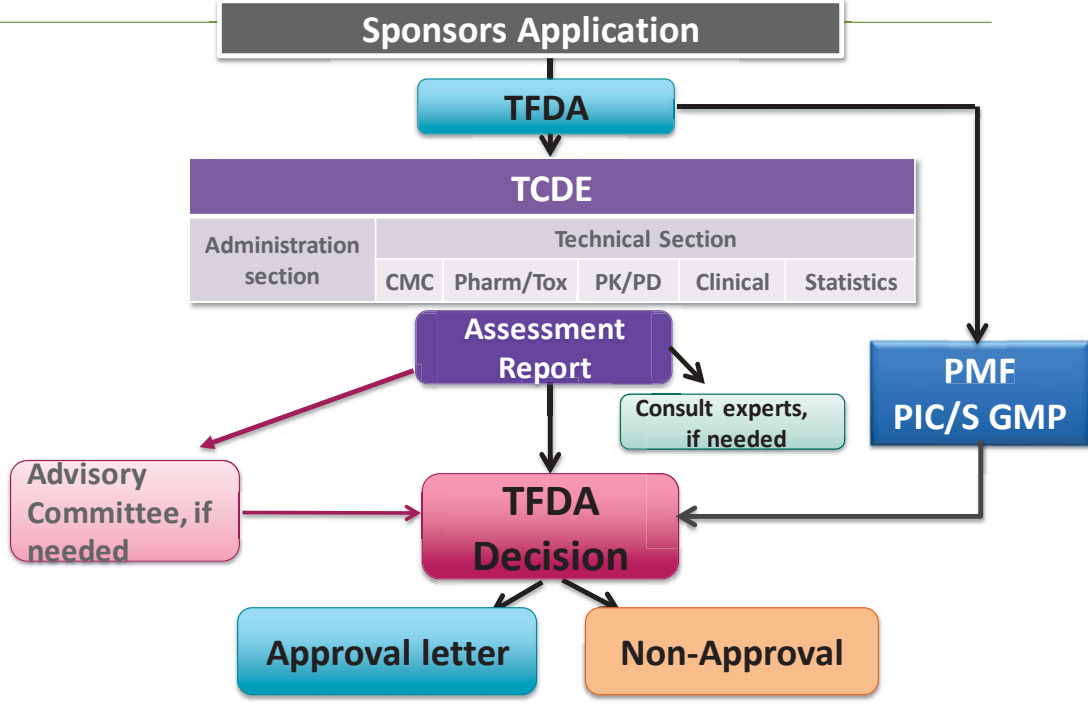 Sponsors Application
TFDA
TCDE
Administration
section
Technical Section
CMC Pharm/Tox PK/PD Clinical Statistics
Assessment
Report
PMF
PIC/S GMP
Consult experts,
if needed
Advisory
Committee, if
needed
TFDA
Decision
Approval letter
Non-Approval